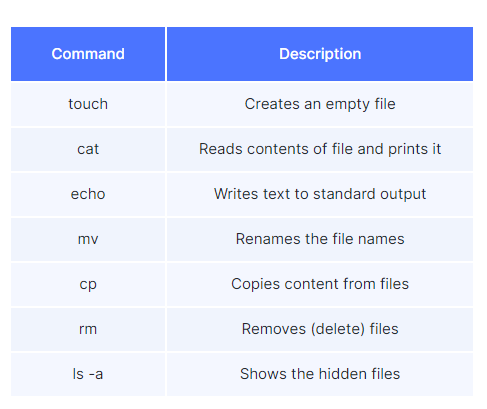 Command Description
touch Creates an empty file
cat Reads contents of file and prints it
echo Writes text to standard output
mv Renames the file names
cp Copies content from files
rm Removes (delete) files
ls -a Shows the hidden files